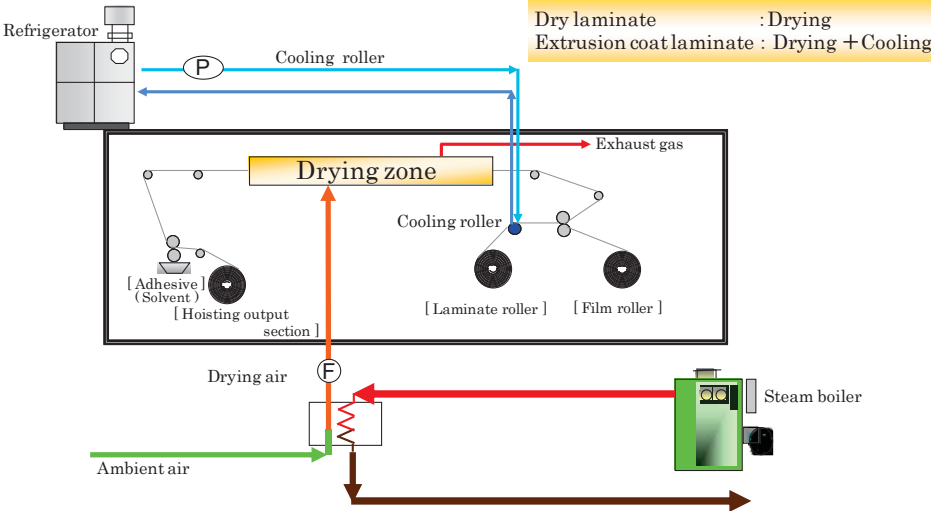 Dry laminate : Drying
Extrusion coat laminate : Drying + Cooling
Refrigerator
P
Cooling roller
Exhaust gas
Drying zone
Cooling roller
[ Adhesive ]
(Solvent )
[ Hoisting output
section ]
[ Laminate roller ]
[ Film roller ]
Drying air
F
Steam boiler
Ambient air